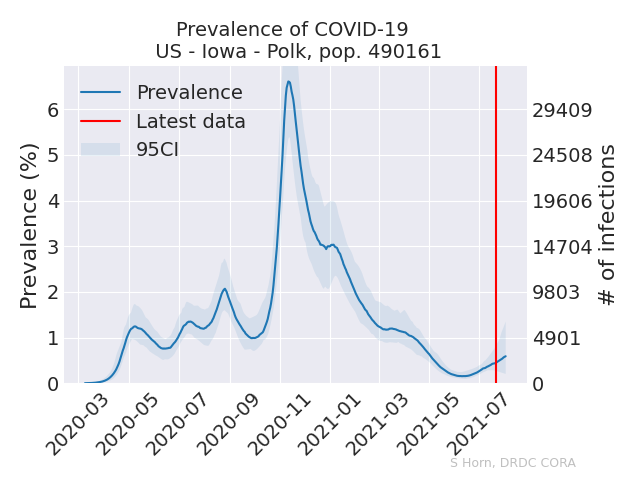 Prevalence of COVID-19
US - Iowa - Polk, pop. 490161
Prevalence
Latest data
95CI
Prevalence (%)
6
5
4
3
2
1
0
29409
24508
19606
14704
9803
4901
0
# of infections
2020-03
2020-05
2020-07
2020-09
2020-11
2021-01
2021-03
2021-05
2021-07
S Horn, DRDC CORA